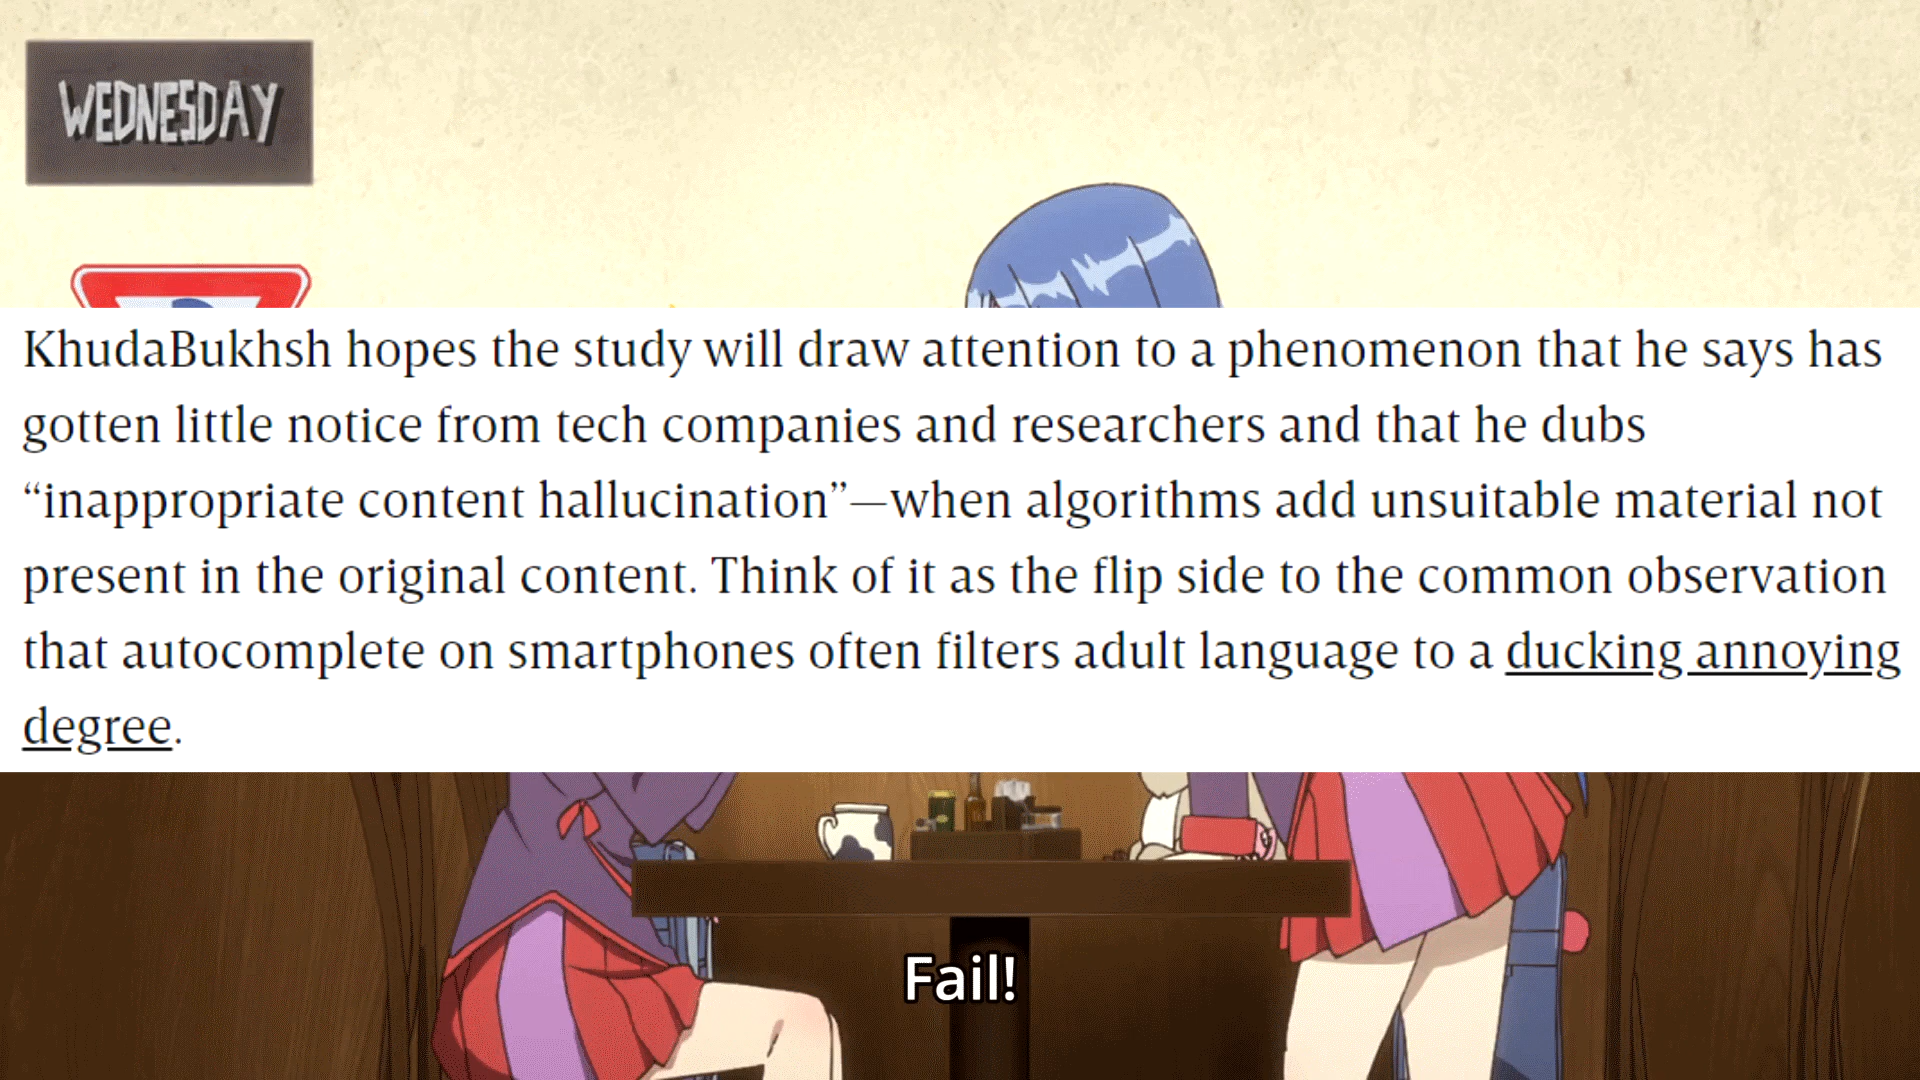 WEDNESDAY
KhudaBukhsh hopes the study will draw attention to a phenomenon that he says has
gotten little notice from tech companies and researchers and that he dubs
“inappropriate content hallucination”—when algorithms add unsuitable material not
present in the original content. Think of it as the flip side to the common observation
that autocomplete on smartphones often filters adult language to a ducking annoying
degree.
Fail!